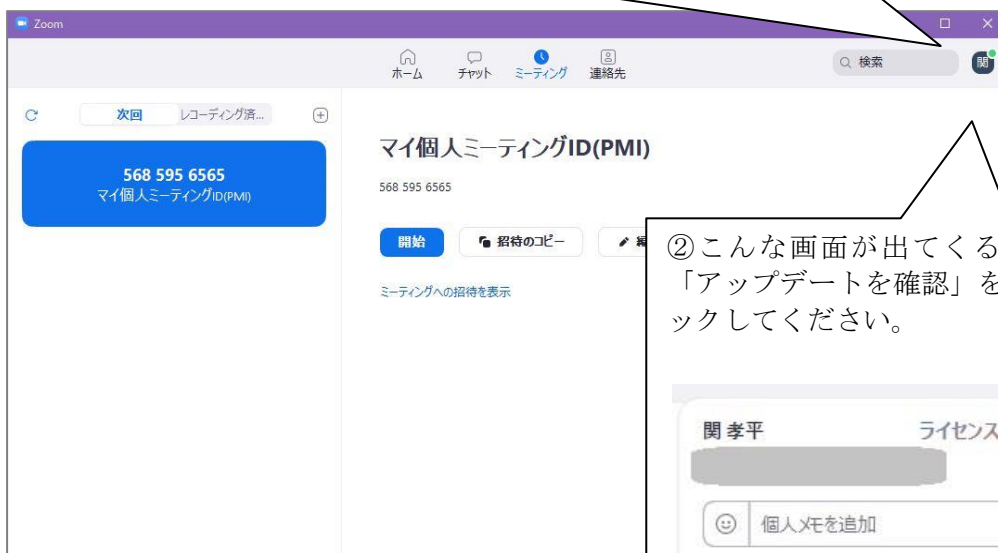 Zoom
ホーム チャット ミーティング 連絡先
検索
関
次回 レコーディング済...
568 595 6565
マイ個人ミーティングID(PMI)
マイ個人ミーティングID(PMI)
568 595 6565
開始 招待のコピー
ミーティングへの招待を表示
②こんな画面が出てくる
「アップデートを確認」を
ックしてください。
関 孝平 ライセンス
個人メモを追加